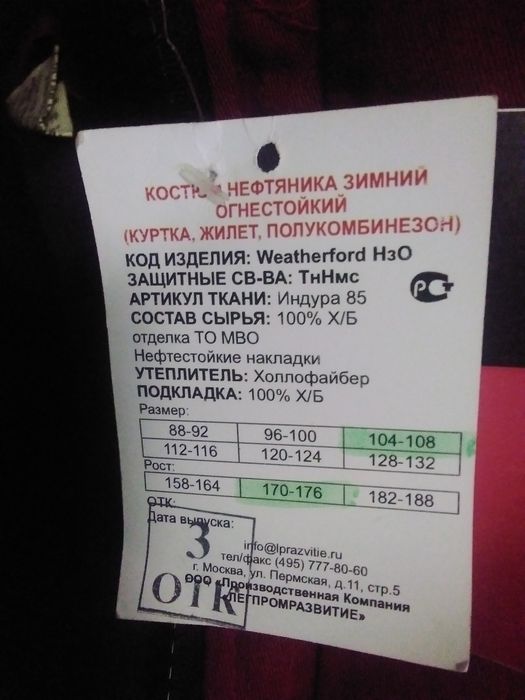 КОСТЮМ НЕФТЯНИКА ЗИМНИЙ
ОГНЕСТОЙКИЙ
(КУРТКА, ЖИЛЕТ, ПОЛУКОМБИНЕЗОН)
КОД ИЗДЕЛИЯ: Weatherford НзО
ЗАЩИТНЫЕ СВ-ВА: ТнНмс
АРТИКУЛ ТКАНИ: Индура 85
РСТ
СОСТАВ СЫРЬЯ: 100% Х/Б
отделка ТО МВО
Нефтестойкие накладки
УТЕПЛИТЕЛЬ: Холлофайбер
ПОДКЛАДКА: 100% Х/Б
Размер:
88-92 96-100 104-108
112-116 120-124 128-132
Рост:
158-164 170-176 182-188
ОТК:
Дата выпуска:
3
ОТК
info@lprazvitie.ru
тел/факс (495) 777-80-60
г. Москва, ул. Пермская, д.11, стр.5
ООО «Производственная Компания
«ЛЕГПРОМРАЗВИТИЕ»